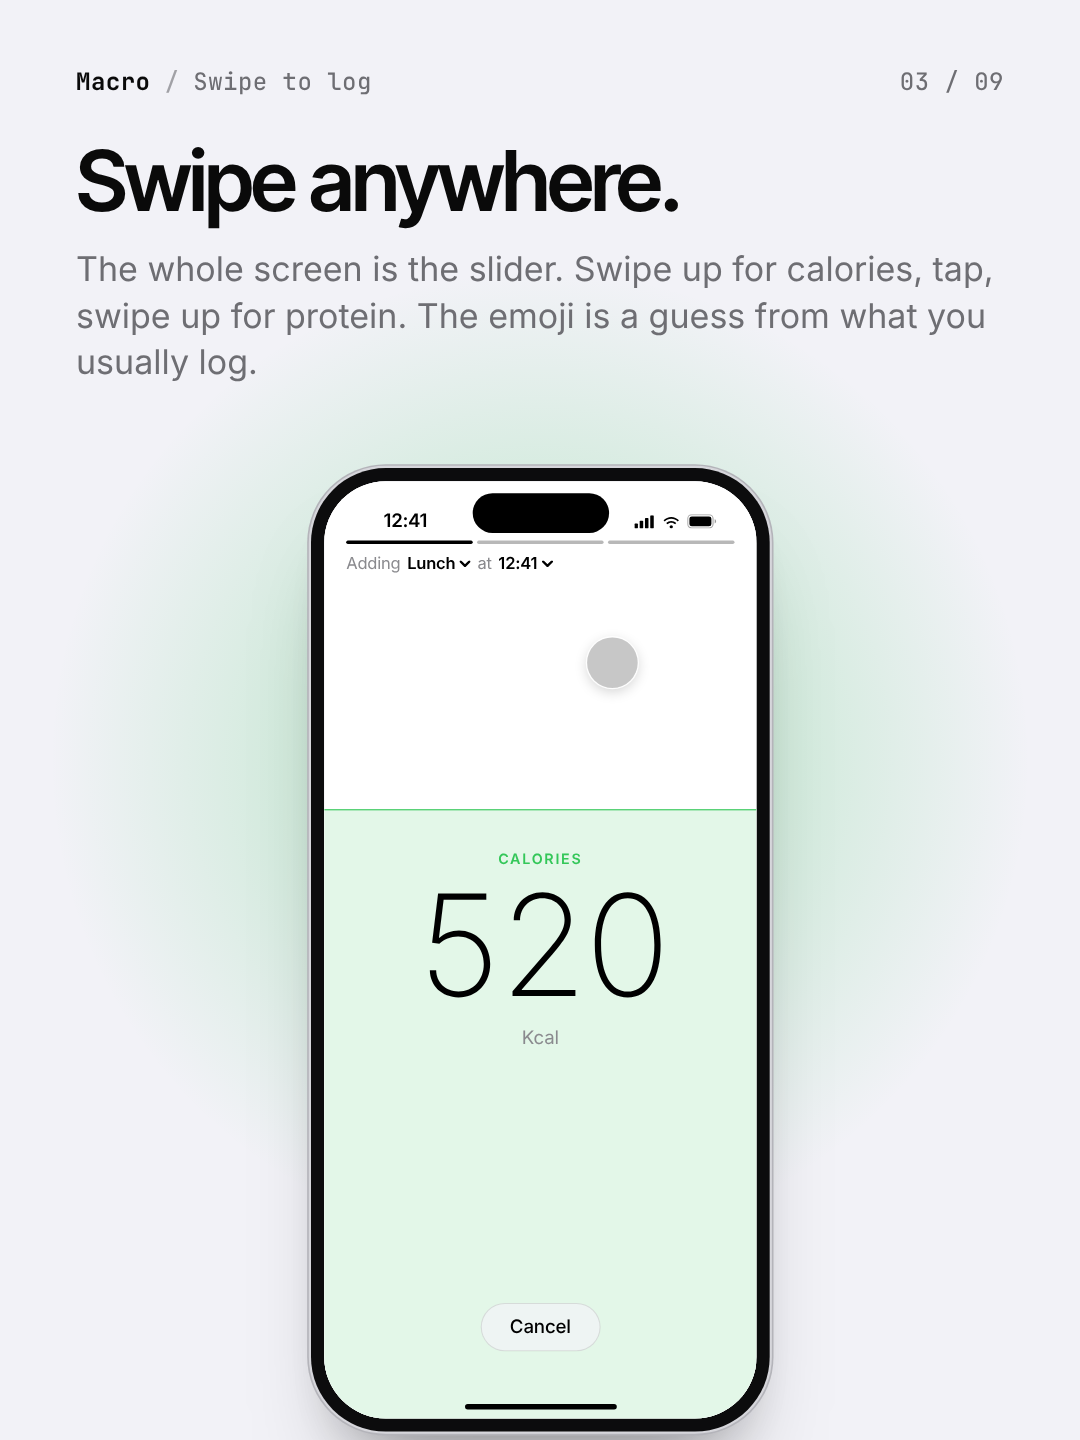 Macro / Swipe to log
03 / 09
Swipe anywhere.
The whole screen is the slider. Swipe up for calories, tap,
swipe up for protein. The emoji is a guess from what you
usually log.
12:41
Adding Lunch at 12:41
CALORIES
520
Kcal
Cancel